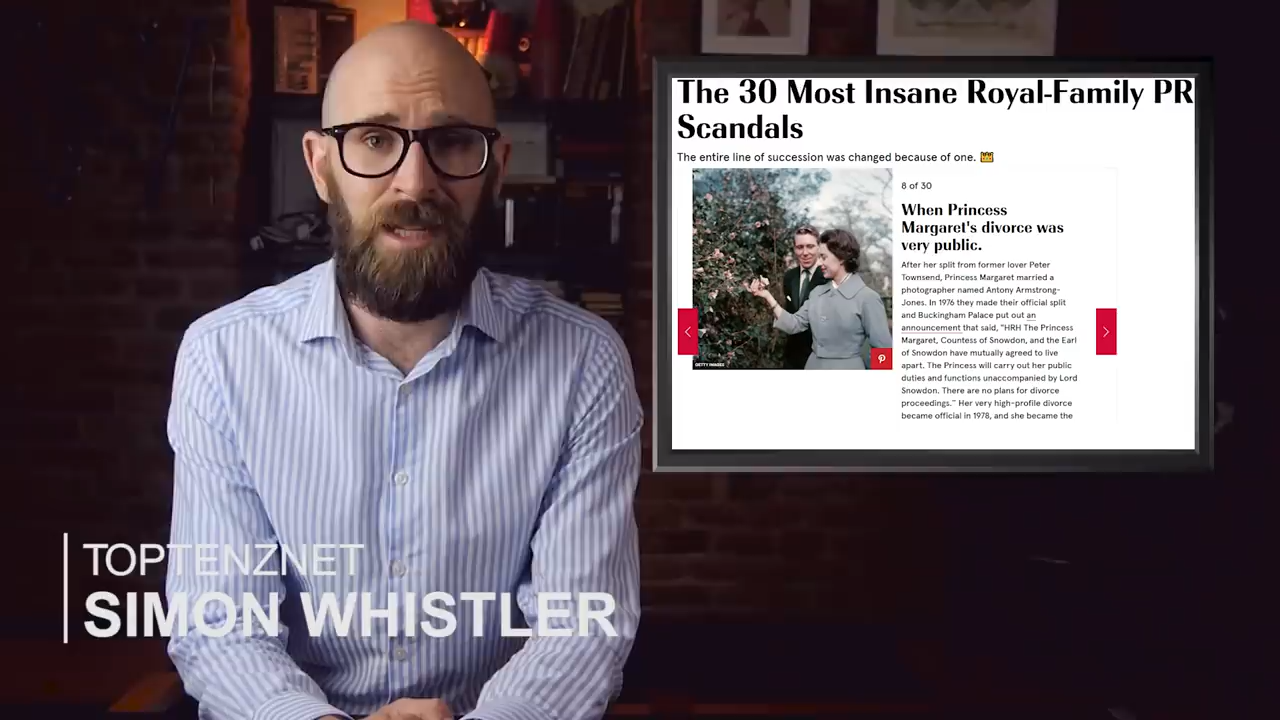 The 30 Most Insane Royal-Family PR
Scandals
The entire line of succession was changed because of one.
8 of 30
When Princess
Margaret's divorce was
very public.
After her split from former lover Peter
Townsend, Princess Margaret married a
photographer named Antony Armstrong-
Jones. In 1976 they made their official split
and Buckingham Palace put out an
announcement that said, "HRH The Princess
Margaret, Countess of Snowdon, and the Earl
of Snowdon have mutually agreed to live
apart. The Princess will carry out her public
duties and functions unaccompanied by Lord
Snowdon. There are no plans for divorce
proceedings." Her very high-profile divorce
became official in 1978, and she became the
GETTY IMAGES
TOPTENZNET
SIMON WHISTLER